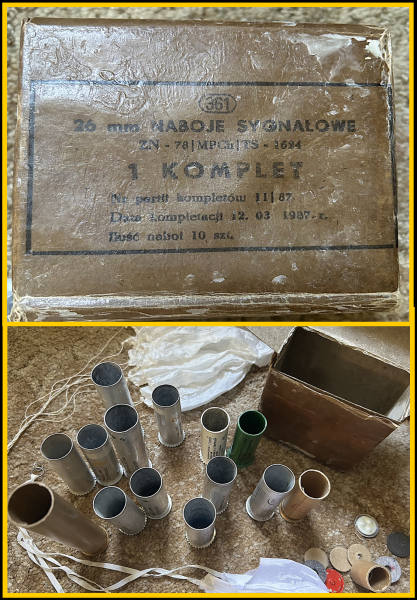 361
26 mm NABOJE SYGNAŁOWE
ZN - 78|MPCh|TS - 1694
1 KOMPLET
Nr partii kompletów 11|87.
Data kompletacji 12. 03 1987. r.
Ilość naboi 10 szt.